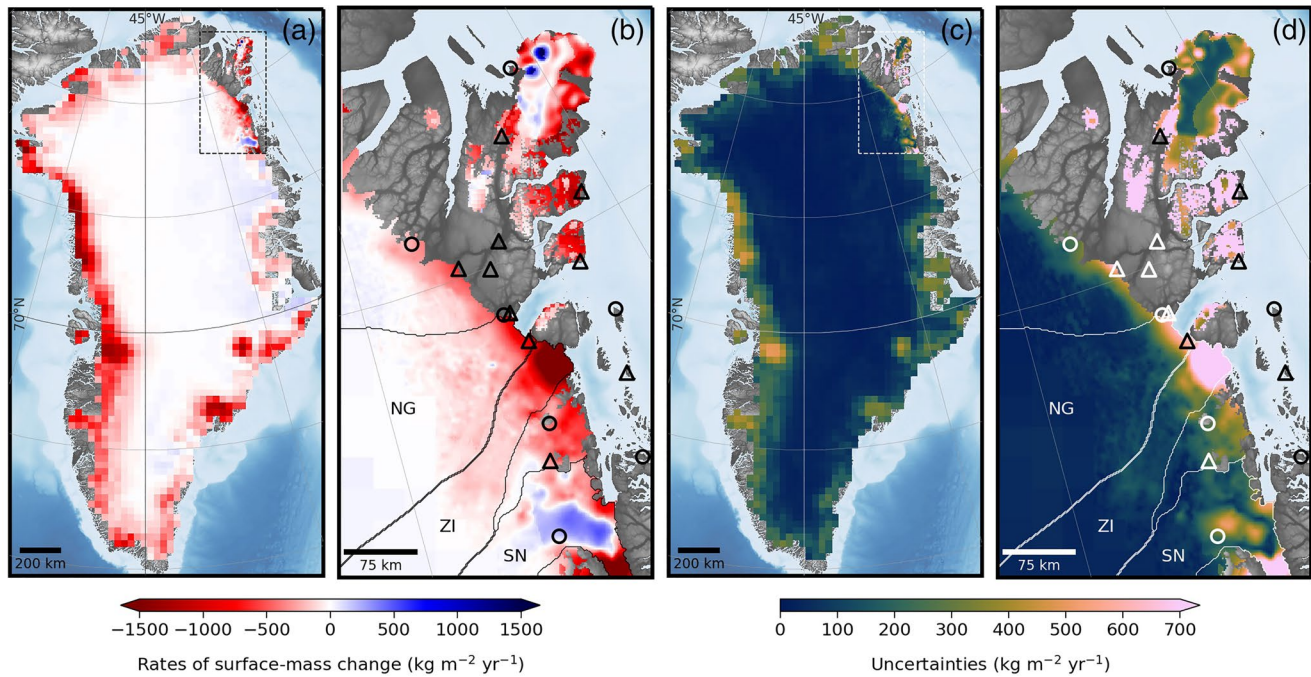 45°W
(a)
70°N
200 km
(b)
NG
ZI
SN
75 km
45°W
(c)
70°N
200 km
(d)
NG
ZI
SN
75 km
−1500 −1000 −500 0 500 1000 1500
Rates of surface-mass change (kg m⁻² yr⁻¹)
0 100 200 300 400 500 600 700
Uncertainties (kg m⁻² yr⁻¹)